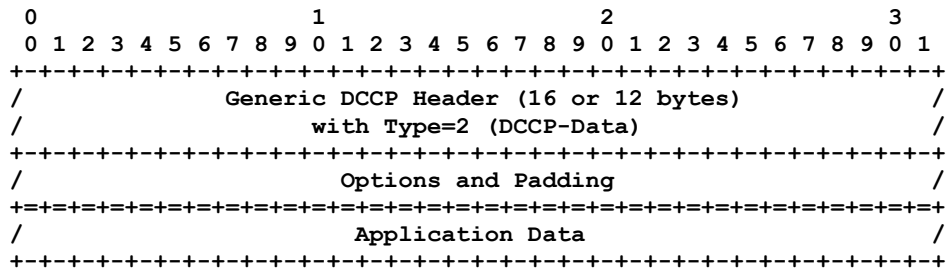 0                   1                   2                   3
 0 1 2 3 4 5 6 7 8 9 0 1 2 3 4 5 6 7 8 9 0 1 2 3 4 5 6 7 8 9 0 1
+-+-+-+-+-+-+-+-+-+-+-+-+-+-+-+-+-+-+-+-+-+-+-+-+-+-+-+-+-+-+-+-+
/              Generic DCCP Header (16 or 12 bytes)             /
/                    with Type=2 (DCCP-Data)                    /
+-+-+-+-+-+-+-+-+-+-+-+-+-+-+-+-+-+-+-+-+-+-+-+-+-+-+-+-+-+-+-+-+
/                      Options and Padding                      /
+=+=+=+=+=+=+=+=+=+=+=+=+=+=+=+=+=+=+=+=+=+=+=+=+=+=+=+=+=+=+=+=+
/                       Application Data                        /
+-+-+-+-+-+-+-+-+-+-+-+-+-+-+-+-+-+-+-+-+-+-+-+-+-+-+-+-+-+-+-+-+